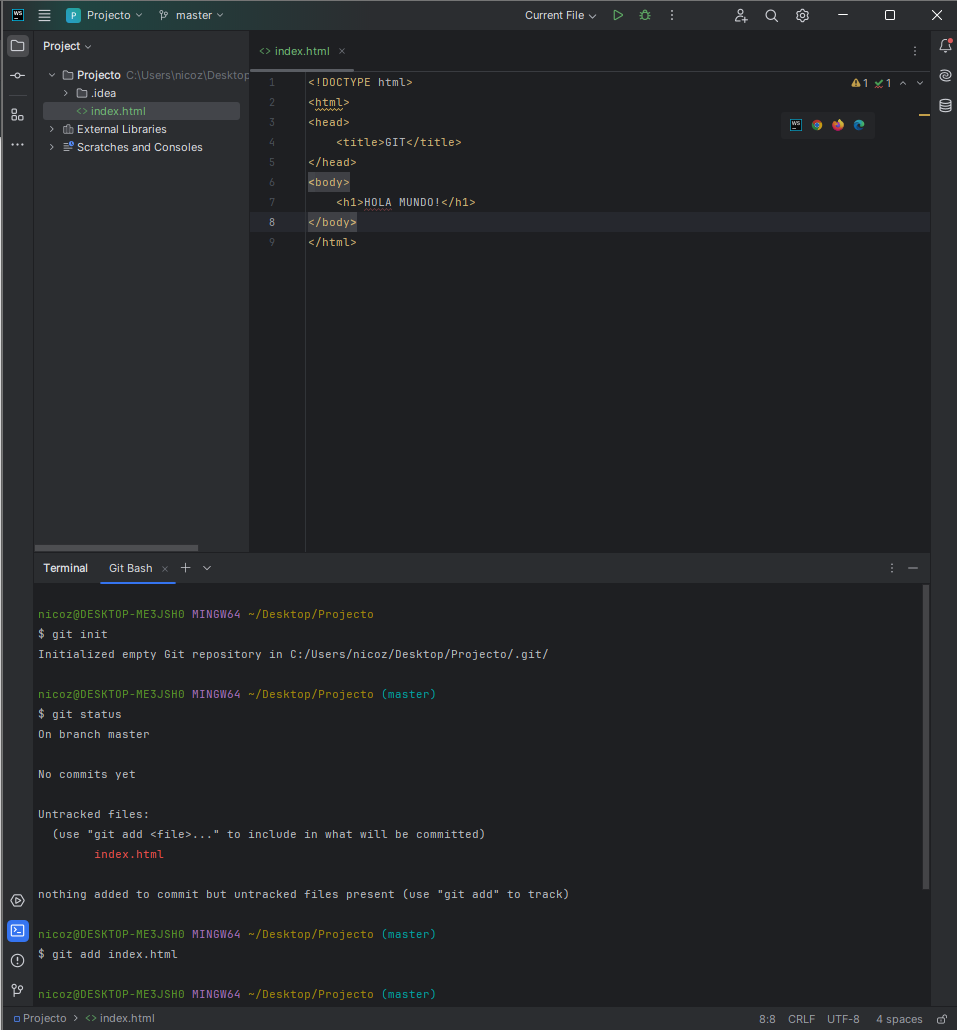 WS Projecto master Current File
Project
Projecto C:\Users\nicoz\Desktop
.idea
index.html
External Libraries
Scratches and Consoles
index.html
1 <!DOCTYPE html>
2 <html>
3 <head>
4 <title>GIT</title>
5 </head>
6 <body>
7 <h1>HOLA MUNDO!</h1>
8 </body>
9 </html>
1 1
WS
Terminal Git Bash
nicoz@DESKTOP-ME3JSH0 MINGW64 ~/Desktop/Projecto
$ git init
Initialized empty Git repository in C:/Users/nicoz/Desktop/Projecto/.git/
nicoz@DESKTOP-ME3JSH0 MINGW64 ~/Desktop/Projecto (master)
$ git status
On branch master
No commits yet
Untracked files:
(use "git add <file>..." to include in what will be committed)
index.html
nothing added to commit but untracked files present (use "git add" to track)
nicoz@DESKTOP-ME3JSH0 MINGW64 ~/Desktop/Projecto (master)
$ git add index.html
nicoz@DESKTOP-ME3JSH0 MINGW64 ~/Desktop/Projecto (master)
Projecto > index.html 8:8 CRLF UTF-8 4 spaces